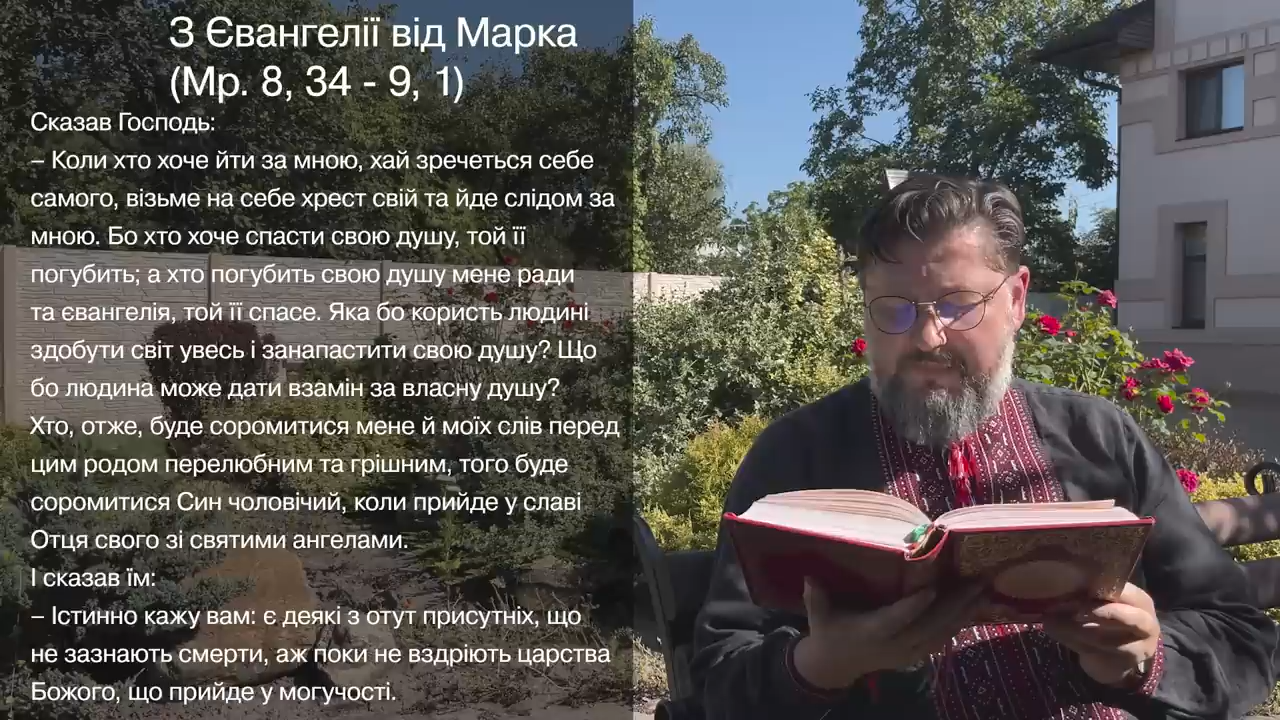 З Євангелії від Марка
(Мр. 8, 34 - 9, 1)
Сказав Господь:
– Коли хто хоче йти за мною, хай зречеться себе
самого, візьме на себе хрест свій та йде слідом за
мною. Бо хто хоче спасти свою душу, той її
погубить; а хто погубить свою душу мене ради
та євангелія, той її спасе. Яка бо користь людині
здобути світ увесь і занапастити свою душу? Що
бо людина може дати взамін за власну душу?
Хто, отже, буде соромитися мене й моїх слів перед
цим родом перелюбним та грішним, того буде
соромитися Син чоловічий, коли прийде у славі
Отця свого зі святими ангелами.
І сказав їм:
– Істинно кажу вам: є деякі з отут присутніх, що
не зазнають смерти, аж поки не вздріють царства
Божого, що прийде у могучості.